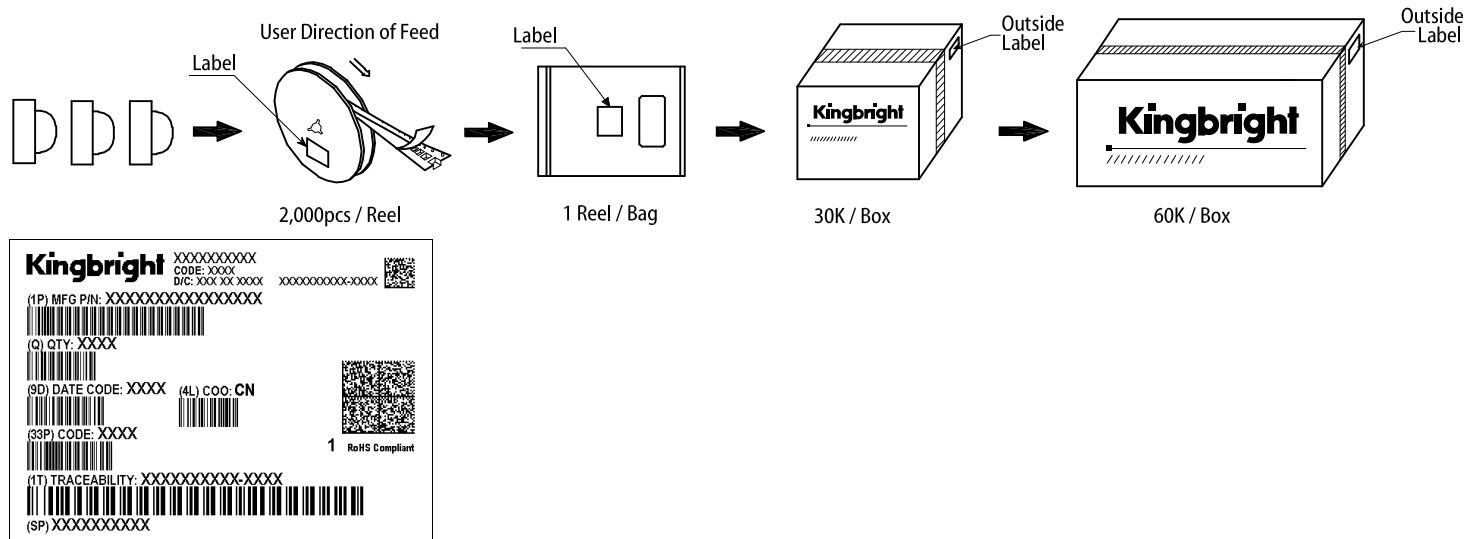 User Direction of Feed
Label
Label
Outside
Label
Outside
Label
Kingbright
Kingbright
2,000pcs / Reel
1 Reel / Bag
30K / Box
60K / Box
Kingbright XXXXXXXXXX
CODE: XXXX
D/C: XXX XX XXXX XXXXXXXXXX-XXXX
(1P) MFG P/N: XXXXXXXXXXXXXXXX
(Q) QTY: XXXX
(9D) DATE CODE: XXXX (4L) COO: CN
(33P) CODE: XXXX
1 RoHS Compliant
(1T) TRACEABILITY: XXXXXXXXXX-XXXX
(SP) XXXXXXXXXX